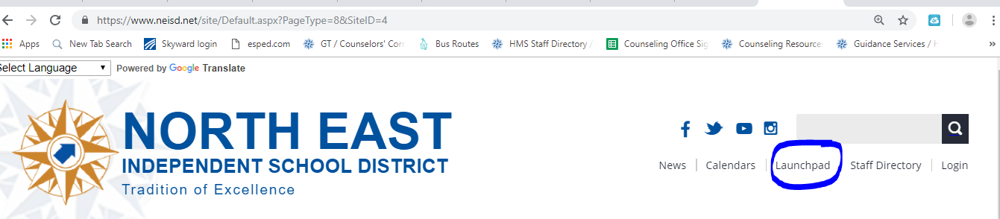 https://www.neisd.net/site/Default.aspx?PageType=8&SiteID=4
Apps New Tab Search Skyward login esped.com GT / Counselors' Corr Bus Routes HMS Staff Directory / Counseling Office Sig Counseling Resource Guidance Services / H »
Select Language Powered by Google Translate
NORTH EAST
INDEPENDENT SCHOOL DISTRICT
Tradition of Excellence
News Calendars Launchpad Staff Directory Login